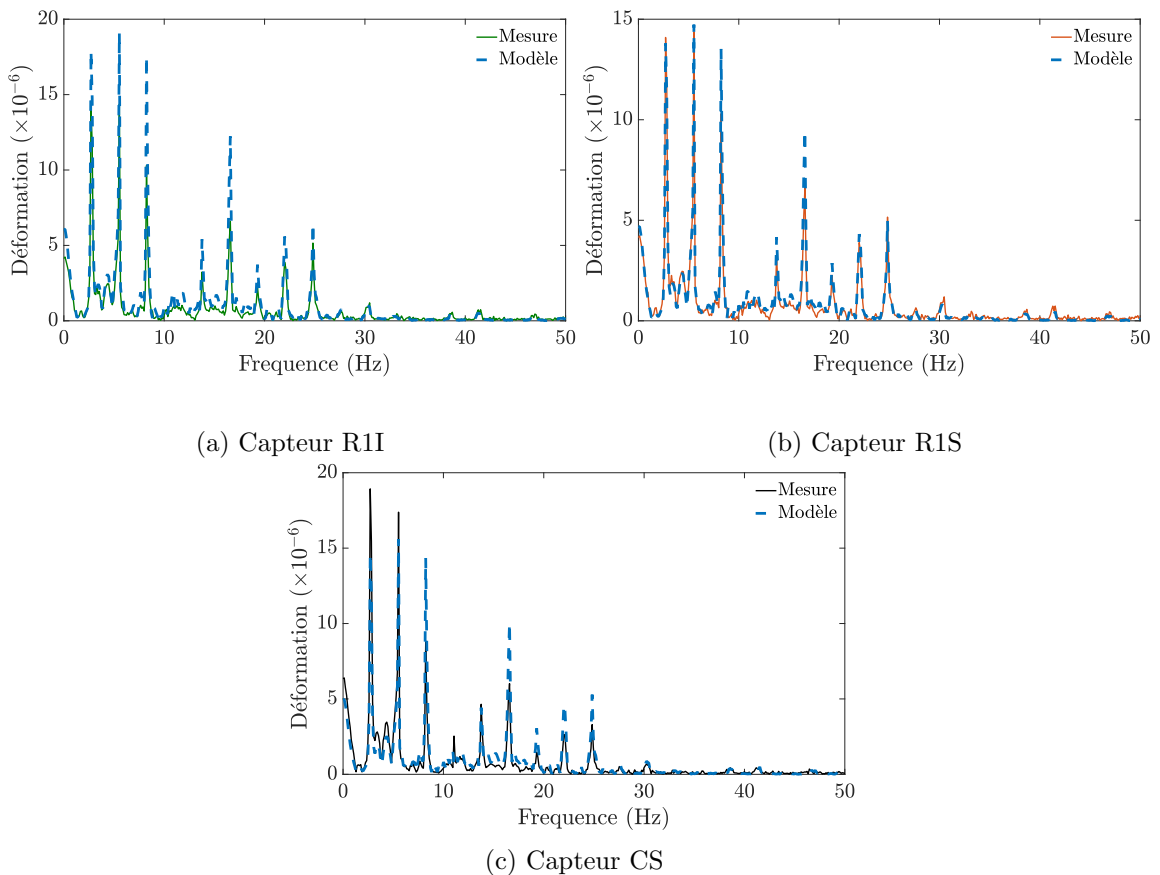 20
15
10
5
0
Déformation (×10⁻⁶)
Mesure
Modèle
0 10 20 30 40 50
Frequence (Hz)
(a) Capteur R1I
15
10
5
0
Déformation (×10⁻⁶)
Mesure
Modèle
0 10 20 30 40 50
Frequence (Hz)
(b) Capteur R1S
20
15
10
5
0
Déformation (×10⁻⁶)
Mesure
Modèle
0 10 20 30 40 50
Frequence (Hz)
(c) Capteur CS